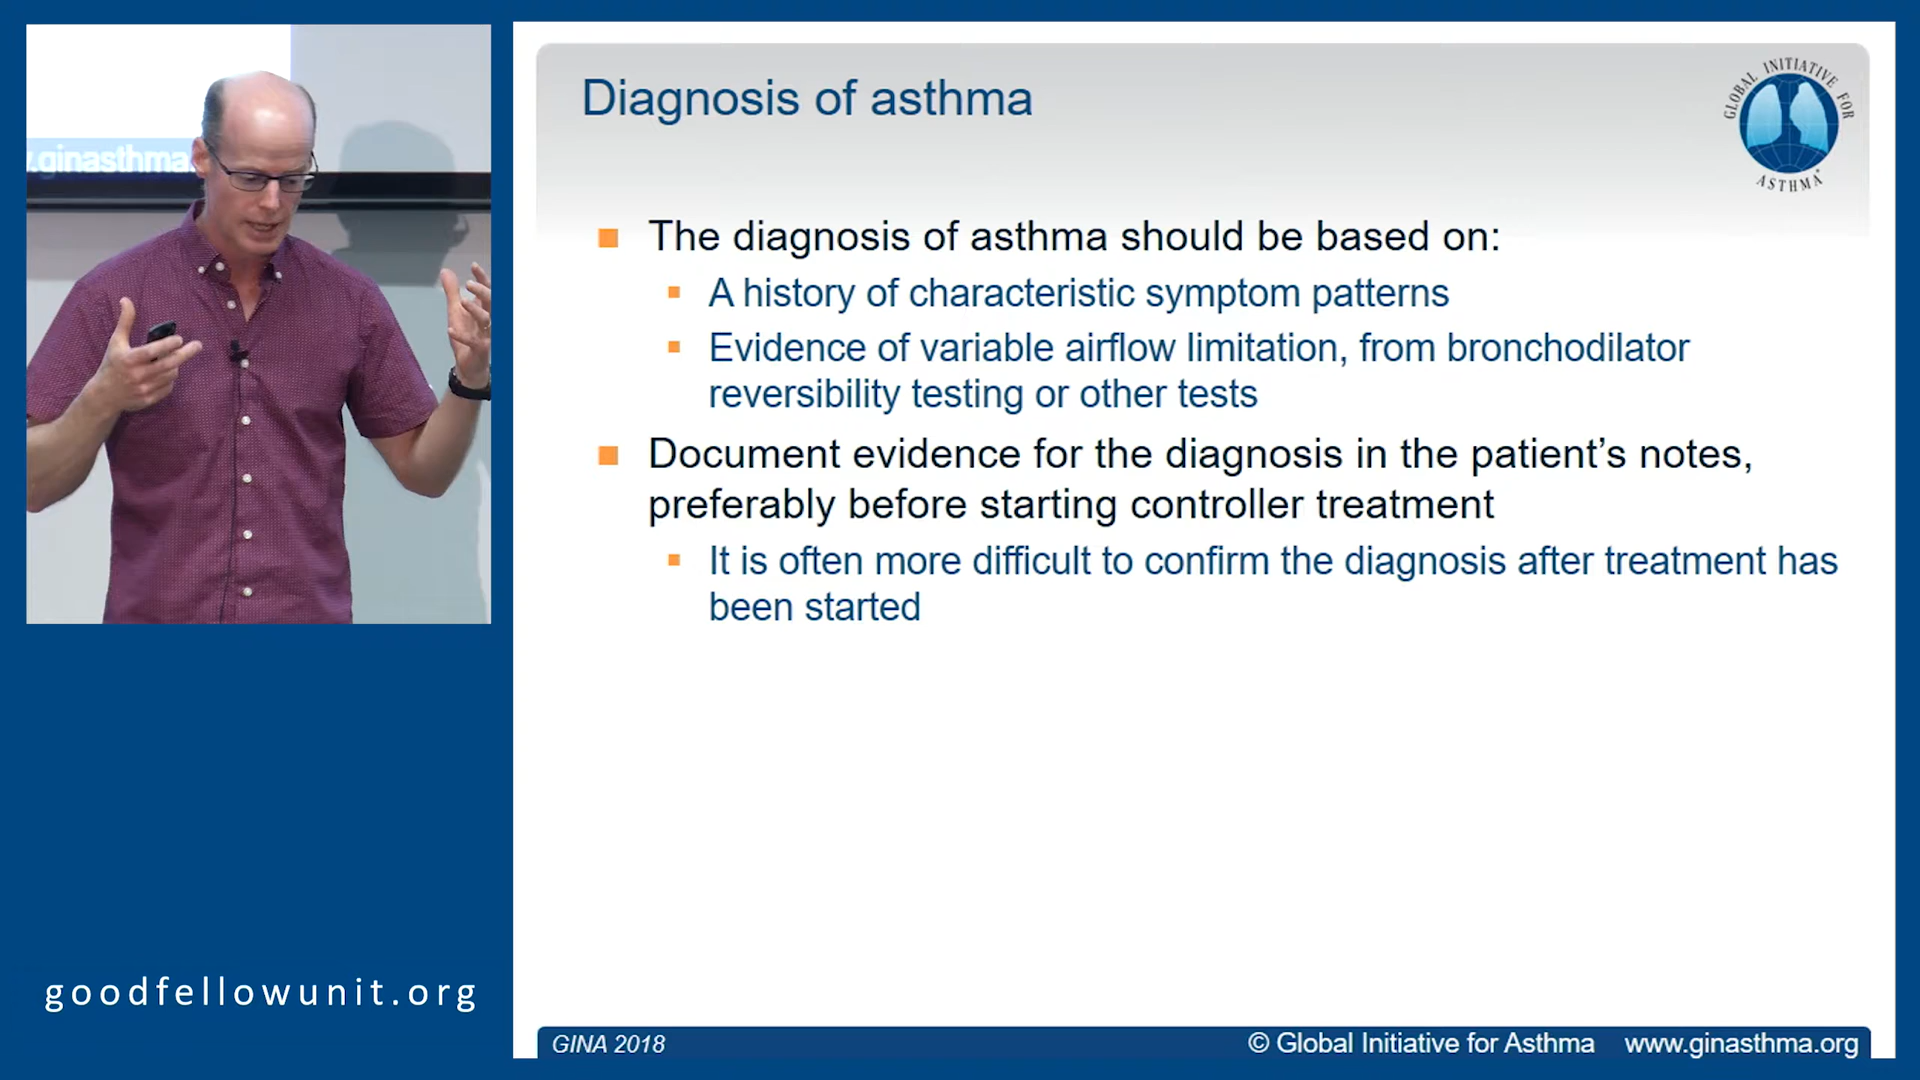 .ginasthma.
Diagnosis of asthma
GLOBAL INITIATIVE FOR
ASTHMA
The diagnosis of asthma should be based on:
A history of characteristic symptom patterns
Evidence of variable airflow limitation, from bronchodilator
reversibility testing or other tests
Document evidence for the diagnosis in the patient’s notes,
preferably before starting controller treatment
It is often more difficult to confirm the diagnosis after treatment has
been started
goodfellowunit.org
GINA 2018
© Global Initiative for Asthma www.ginasthma.org